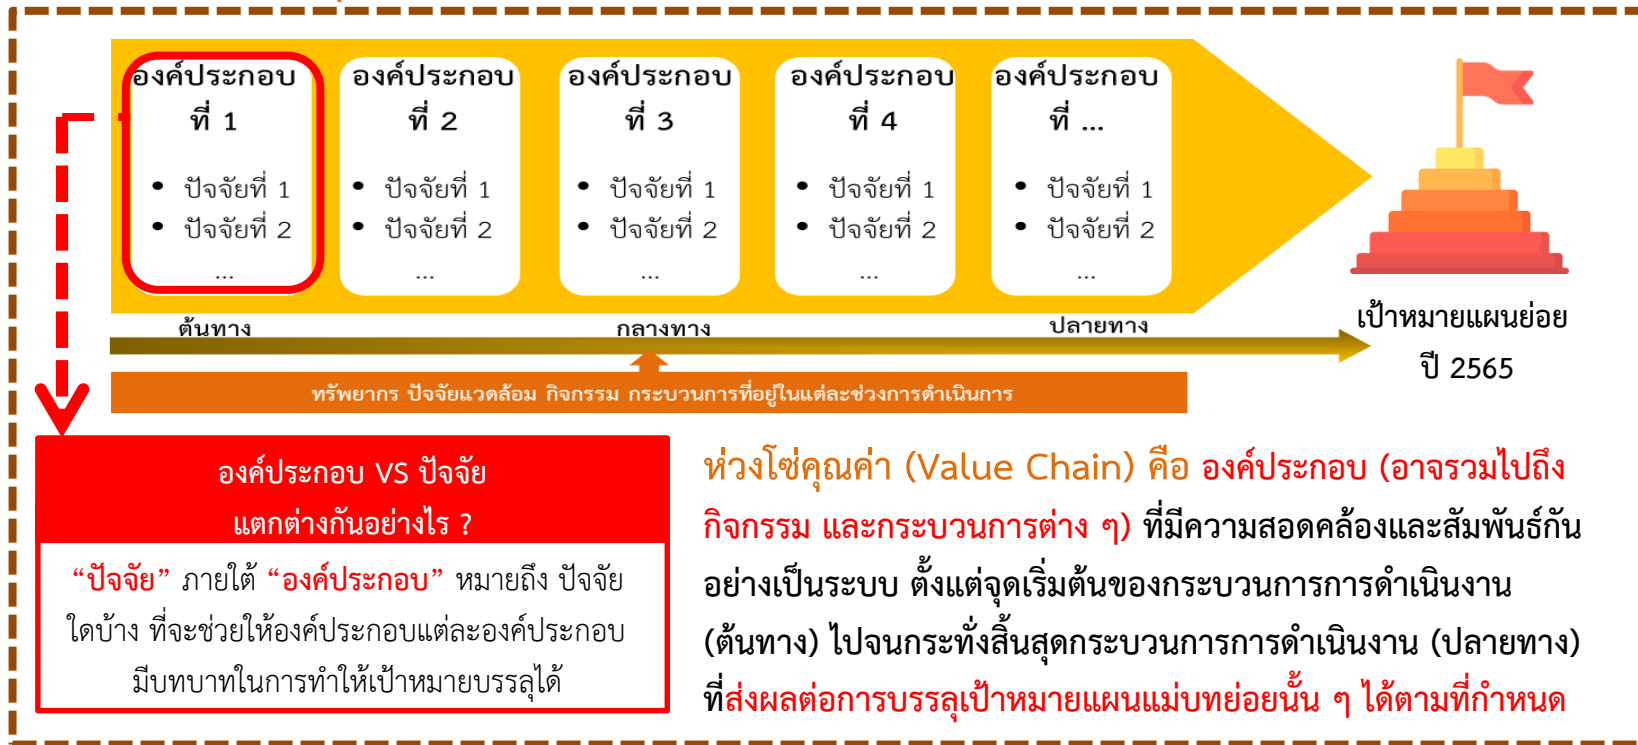 องค์ประกอบ
ที่ 1
• ปัจจัยที่ 1
• ปัจจัยที่ 2
...
องค์ประกอบ
ที่ 2
• ปัจจัยที่ 1
• ปัจจัยที่ 2
...
องค์ประกอบ
ที่ 3
• ปัจจัยที่ 1
• ปัจจัยที่ 2
...
องค์ประกอบ
ที่ 4
• ปัจจัยที่ 1
• ปัจจัยที่ 2
...
องค์ประกอบ
ที่ ...
• ปัจจัยที่ 1
• ปัจจัยที่ 2
...
ต้นทาง
กลางทาง
ปลายทาง
เป้าหมายแผนย่อย
ปี 2565
ทรัพยากร ปัจจัยแวดล้อม กิจกรรม กระบวนการที่อยู่ในแต่ละช่วงการดำเนินการ
องค์ประกอบ VS ปัจจัย
แตกต่างกันอย่างไร ?
“ปัจจัย” ภายใต้ “องค์ประกอบ” หมายถึง ปัจจัย
ใดบ้าง ที่จะช่วยให้องค์ประกอบแต่ละองค์ประกอบ
มีบทบาทในการทำให้เป้าหมายบรรลุได้
ห่วงโซ่คุณค่า (Value Chain) คือ องค์ประกอบ (อาจรวมไปถึง
กิจกรรม และกระบวนการต่าง ๆ) ที่มีความสอดคล้องและสัมพันธ์กัน
อย่างเป็นระบบ ตั้งแต่จุดเริ่มต้นของกระบวนการการดำเนินงาน
(ต้นทาง) ไปจนกระทั่งสิ้นสุดกระบวนการการดำเนินงาน (ปลายทาง)
ที่ส่งผลต่อการบรรลุเป้าหมายแผนแม่บทย่อยนั้น ๆ ได้ตามที่กำหนด